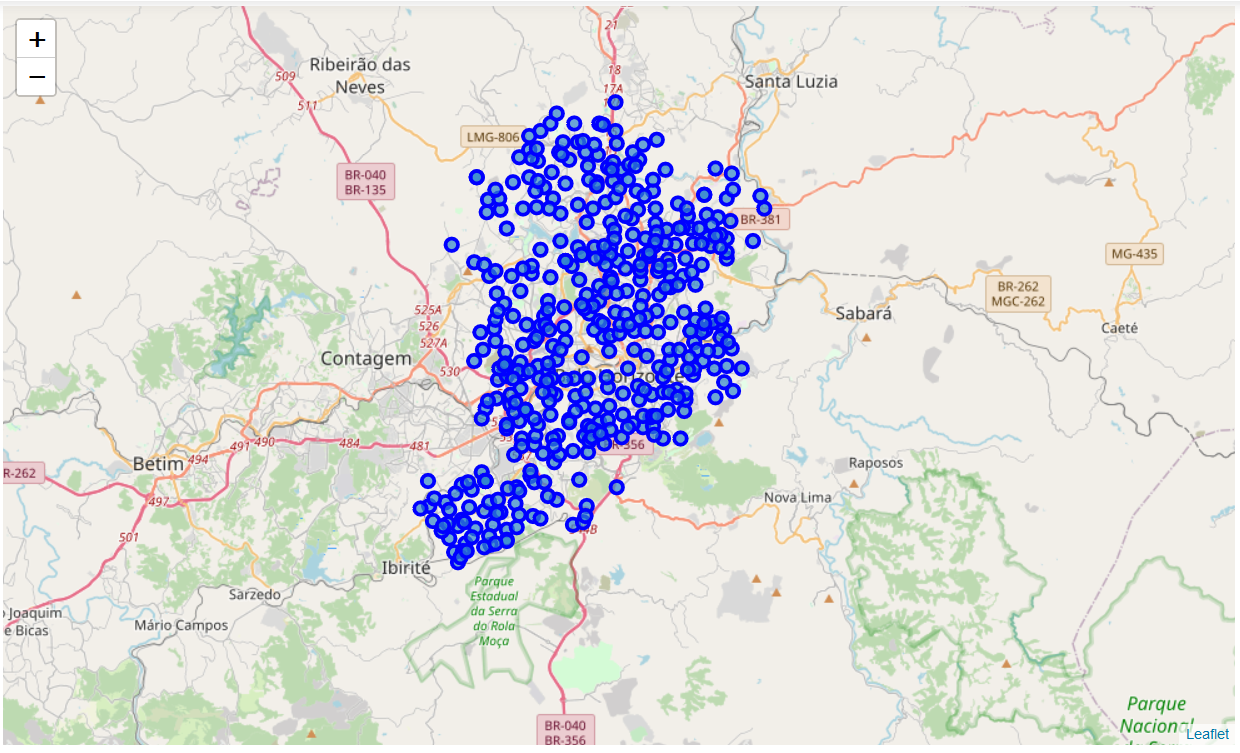 +
−
21
Ribeirão das
Neves
509
511
18
17A
Santa Luzia
LMG-806
BR-040
BR-135
BR-381
MG-435
BR-262
MGC-262
Sabará
Caeté
525A
526
527A
Contagem
530
490
491
484
481
Betim
494
BR-356
Raposos
R-262
497
Nova Lima
501
Ibirité
Parque
Estadual
da Serra
do Rola
Moça
Sarzedo
Joaquim
e Bicas
Mário Campos
Parque
Nacional
BR-040
BR-356
Leaflet